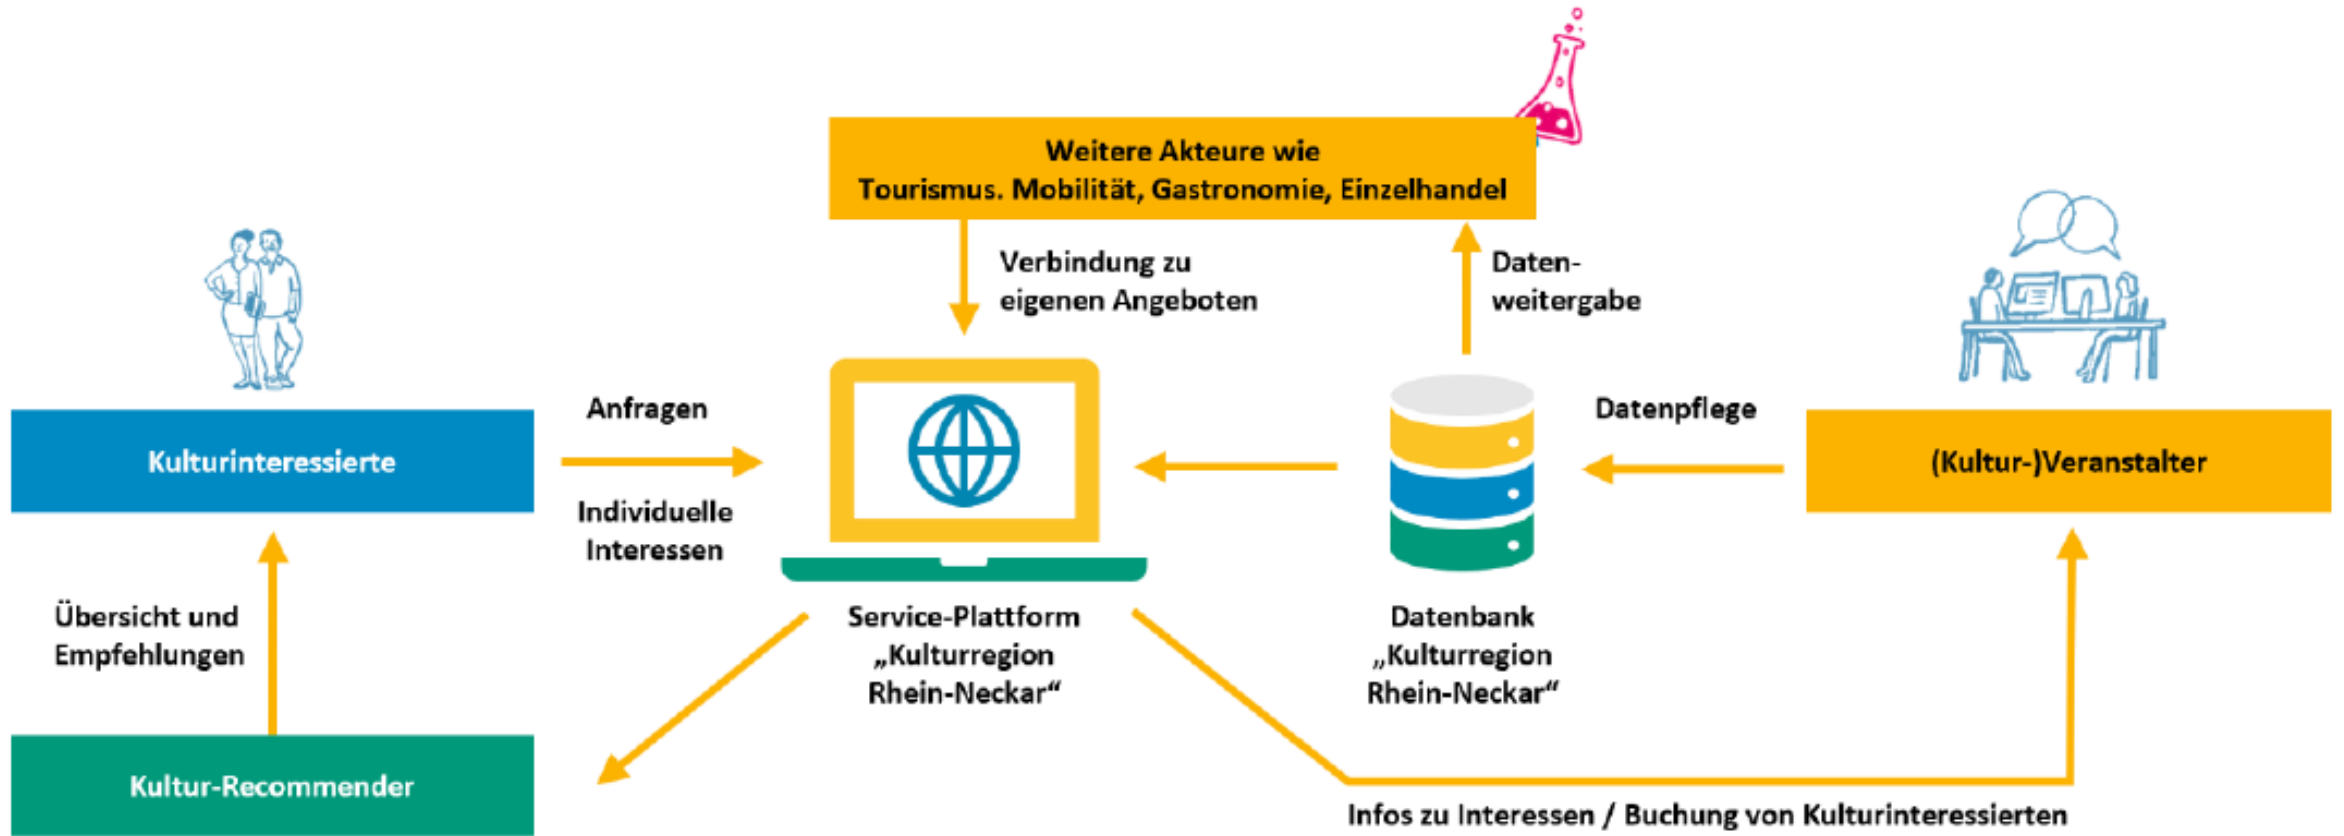 Weitere Akteure wie
Tourismus. Mobilität, Gastronomie, Einzelhandel
Verbindung zu
eigenen Angeboten
Daten-
weitergabe
Kulturinteressierte
Anfragen
Individuelle
Interessen
Datenpflege
(Kultur-)Veranstalter
Übersicht und
Empfehlungen
Service-Plattform
„Kulturregion
Rhein-Neckar“
Datenbank
„Kulturregion
Rhein-Neckar“
Kultur-Recommender
Infos zu Interessen / Buchung von Kulturinteressierten